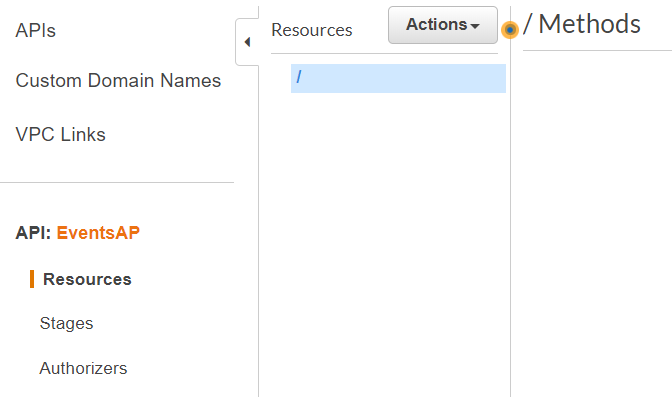 APIs
Custom Domain Names
VPC Links
API: EventsAP
Resources
Stages
Authorizers
Resources
Actions
/
/ Methods